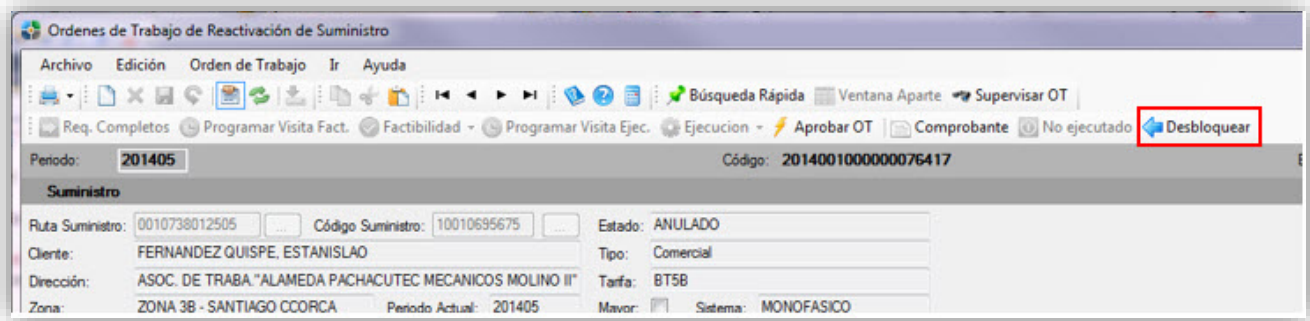 Ordenes de Trabajo de Reactivación de Suministro
Archivo Edición Orden de Trabajo Ir Ayuda
Búsqueda Rápida Ventana Aparte Supervisar OT
Req. Completos Programar Visita Fact. Factibilidad Programar Visita Ejec. Ejecucion Aprobar OT Comprobante No ejecutado Desbloquear
Periodo: 201405 Código: 2014001000000076417
Suministro
Ruta Suministro: 0010738012505 ... Código Suministro: 10010695675 ... Estado: ANULADO
Cliente: FERNANDEZ QUISPE, ESTANISLAO Tipo: Comercial
Dirección: ASOC. DE TRABA."ALAMEDA PACHACUTEC MECANICOS MOLINO II" Tarifa: BT5B
Zona: ZONA 3B - SANTIAGO CCORCA Periodo Actual: 201405 Mayor: Sistema: MONOFASICO